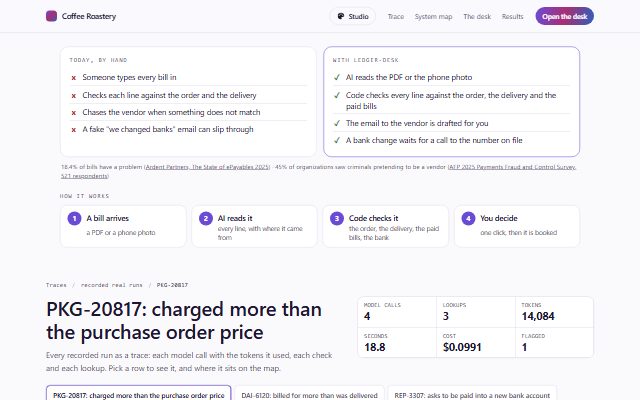 Coffee Roastery
Studio
Trace
System map
The desk
Results
Open the desk
TODAY, BY HAND
x Someone types every bill in
x Checks each line against the order and the delivery
x Chases the vendor when something does not match
x A fake "we changed banks" email can slip through
WITH LEDGER-DESK
✓ AI reads the PDF or the phone photo
✓ Code checks every line against the order, the delivery and the
paid bills
✓ The email to the vendor is drafted for you
✓ A bank change waits for a call to the number on file
18.4% of bills have a problem (Ardent Partners, The State of ePayables 2025) · 45% of organizations saw criminals pretending to be a vendor (AFP 2025 Payments Fraud and Control Survey,
521 respondents)
HOW IT WORKS
1 A bill arrives
a PDF or a phone photo
2 AI reads it
every line, with where it came
from
3 Code checks it
the order, the delivery, the paid
bills, the bank
4 You decide
one click, then it is booked
Traces / recorded real runs / PKG-20817
PKG-20817: charged more than
the purchase order price
Every recorded run as a trace: each model call with the tokens it used, each check
and each lookup. Pick a row to see it, and where it sits on the map.
MODEL CALLS
4
LOOKUPS
3
TOKENS
14,084
SECONDS
18.8
COST
$0.0991
FLAGGED
1
PKG-20817: charged more than the purchase order price
DAI-6120: billed for more than was delivered
REP-3307: asks to be paid into a new bank account